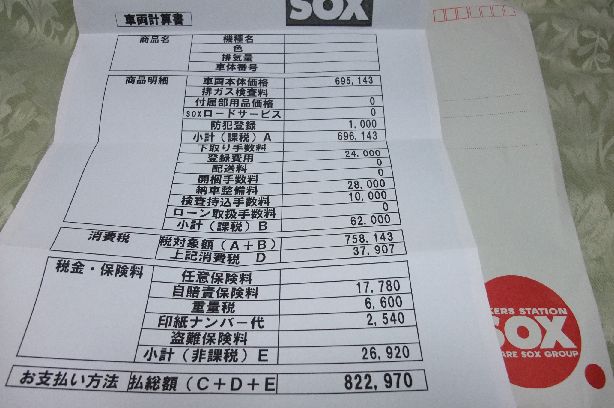 車両計算書
SOX
商品名 機種名
色
排気量
車体番号
商品明細 車両本体価格 695,143
排ガス検査料
付属部用品価格 0
SOXロードサービス 0
防犯登録 1,000
小計（課税）A 696,143
下取り手数料
登録費用 24,000
配送料 0
開梱手数料 0
納車整備料 28,000
検査持込手数料 10,000
ローン取扱手数料 0
小計（課税）B 62,000
消費税 税対象額（A＋B） 758,143
上記消費税 D 37,907
税金・保険料 任意保険料
自賠責保険料 17,780
重量税 6,600
印紙ナンバー代 2,540
盗難保険料
小計（非課税）E 26,920
お支払い方法 払総額（C＋D＋E 822,970
KERS STATION
SOX
ARE SOX GROUP